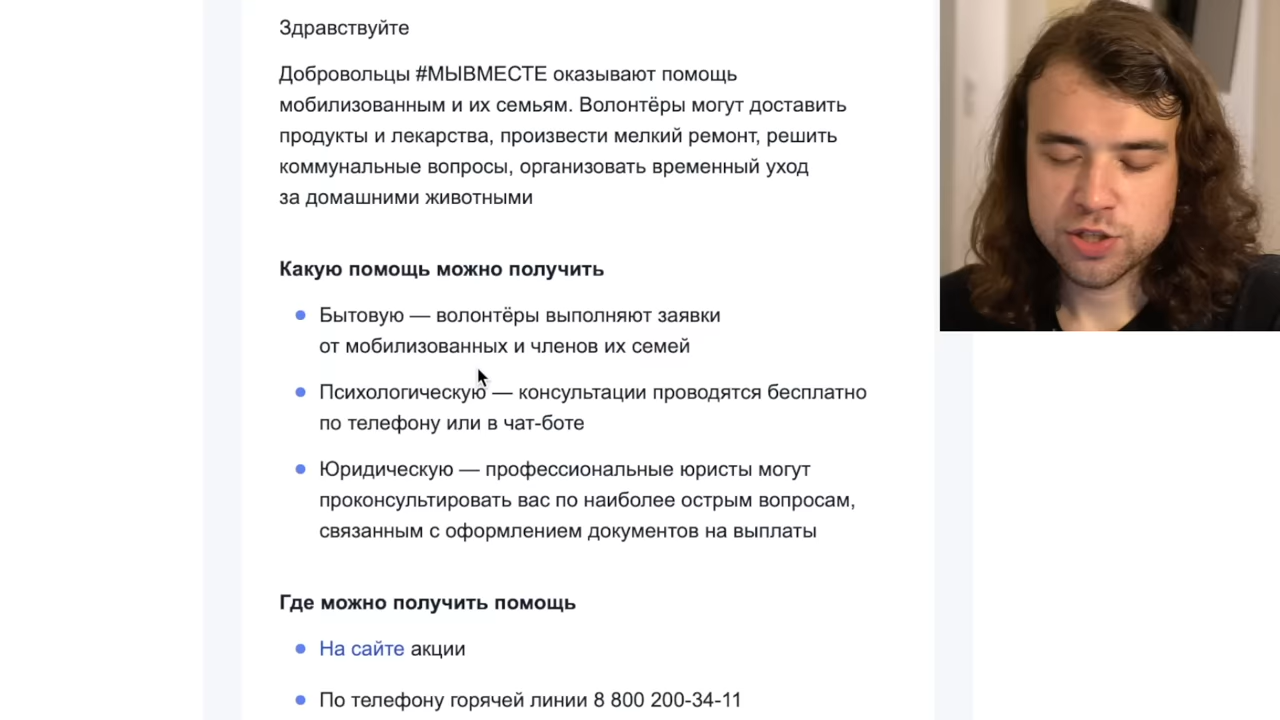 Здравствуйте
Добровольцы #МЫВМЕСТЕ оказывают помощь
мобилизованным и их семьям. Волонтёры могут доставить
продукты и лекарства, произвести мелкий ремонт, решить
коммунальные вопросы, организовать временный уход
за домашними животными
Какую помощь можно получить
Бытовую — волонтёры выполняют заявки
от мобилизованных и членов их семей
Психологическую — консультации проводятся бесплатно
по телефону или в чат-боте
Юридическую — профессиональные юристы могут
проконсультировать вас по наиболее острым вопросам,
связанным с оформлением документов на выплаты
Где можно получить помощь
На сайте акции
По телефону горячей линии 8 800 200-34-11